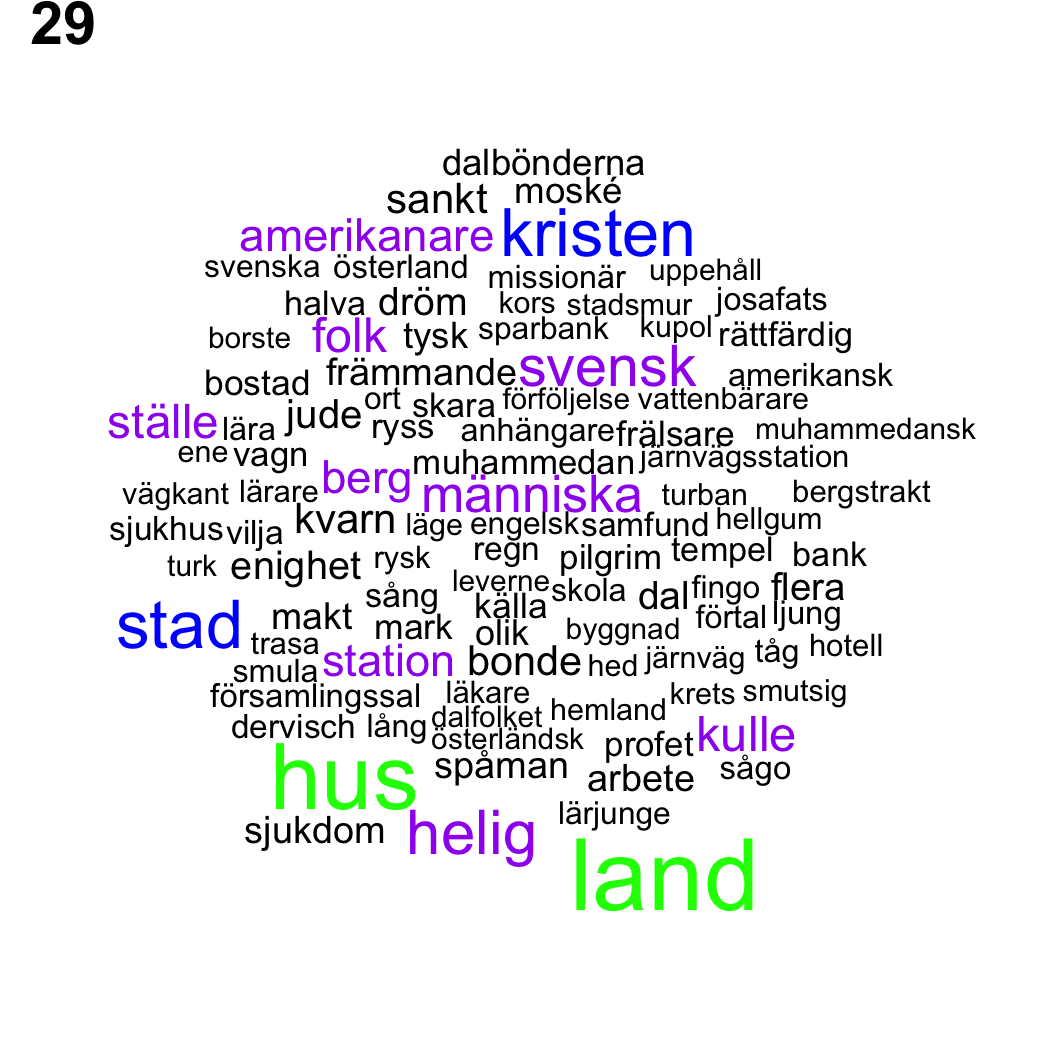 29
dalbönderna
sankt moské
amerikanare kristen
svenska österland missionär uppehåll
halva dröm kors stadsmur josafats
borste folk tysk sparbank kupol rättfärdig
bostad främmande svensk amerikansk
ställe lära jude ort skara förföljelse vattenbärare
ryss anhängare frälsare muhammedansk
ene vagn berg muhammedan järnvägsstation
vägkant lärare människa turban bergstrakt
sjukhus vilja kvarn läge engelsk samfund hellgum
turk enighet rysk regn pilgrim tempel bank
sång leverne skola dal fingo flera
stad makt mark källa olik byggnad förtal ljung
trasa station bonde hed järnväg tåg hotell
smula
församlingssal läkare krets smutsig
dervisch lång dalfolket hemland
österländsk profet kulle
hus spåman arbete sågo
sjukdom helig lärjunge
land